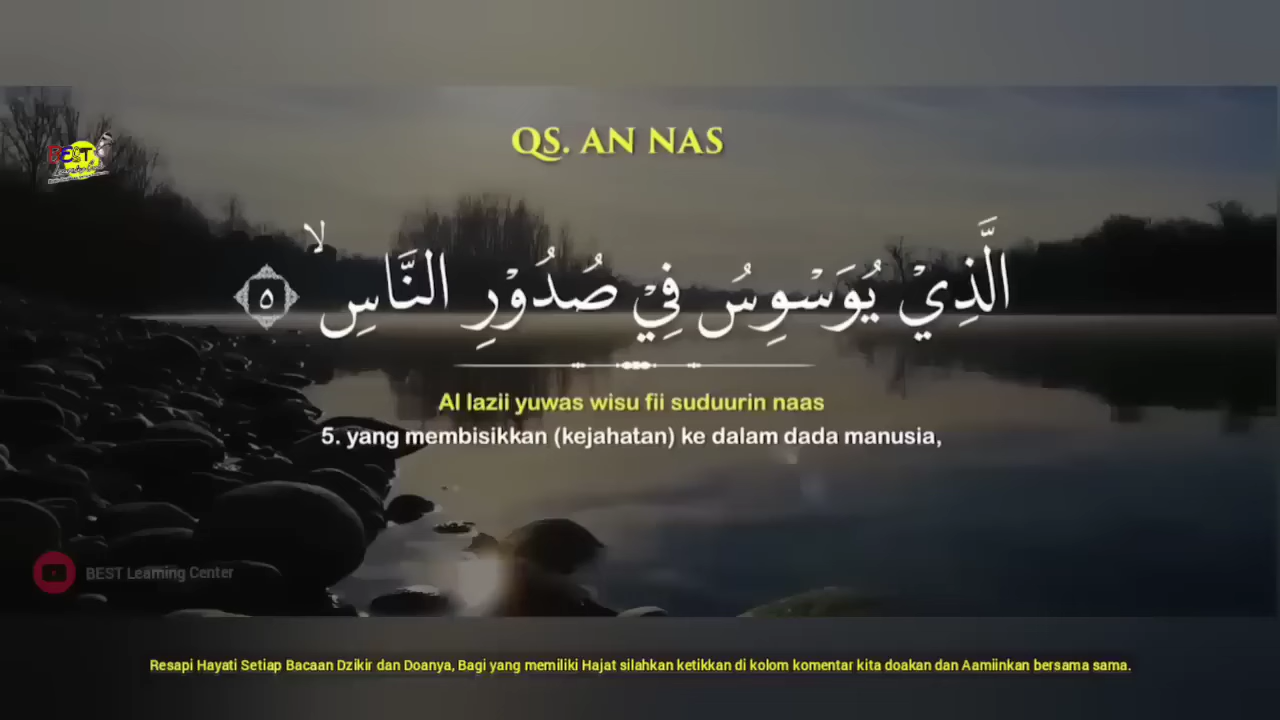 QS. AN NAS
BEST
الَّذِيْ يُوَسْوِسُ فِيْ صُدُوْرِ النَّاسِۙ ٥
Al lazii yuwas wisu fii suduurin naas
5. yang membisikkan (kejahatan) ke dalam dada manusia,
BEST Learning Center
Resapi Hayati Setiap Bacaan Dzikir dan Doanya, Bagi yang memiliki Hajat silahkan ketikkan di kolom komentar kita doakan dan Aamiinkan bersama sama.